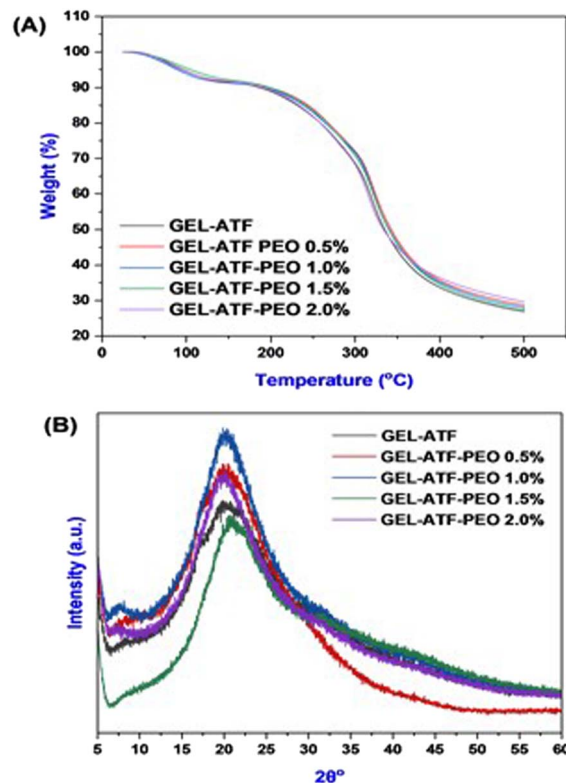 (A)
110
100
90
80
70
60
50
40
30
20
Weight (%)
GEL-ATF
GEL-ATF PEO 0.5%
GEL-ATF-PEO 1.0%
GEL-ATF-PEO 1.5%
GEL-ATF-PEO 2.0%
0 100 200 300 400 500
Temperature (°C)
(B)
GEL-ATF
GEL-ATF-PEO 0.5%
GEL-ATF-PEO 1.0%
GEL-ATF-PEO 1.5%
GEL-ATF-PEO 2.0%
Intensity (a.u.)
5 10 15 20 25 30 35 40 45 50 55 60
2θ°